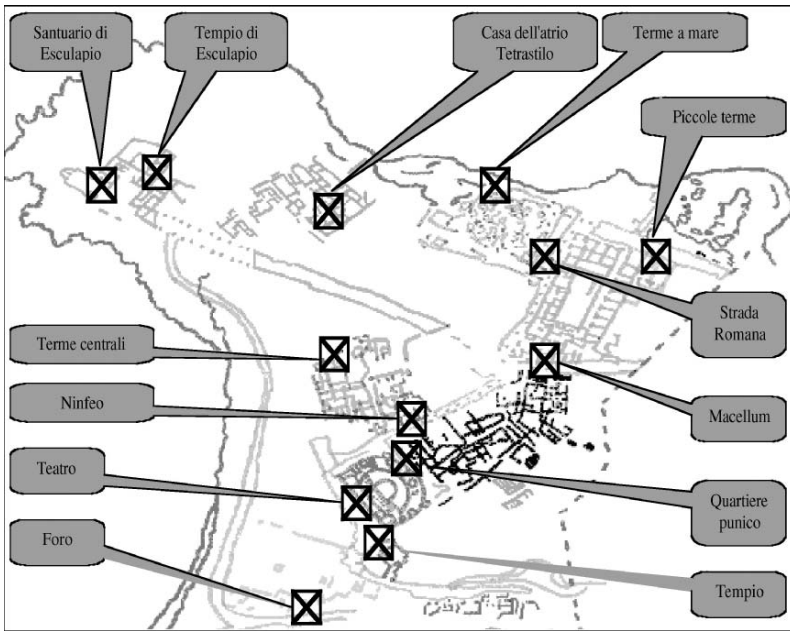 Santuario di
Esculapio
Tempio di
Esculapio
Casa dell'atrio
Tetrastilo
Terme a mare
Piccole terme
Strada
Romana
Terme centrali
Ninfeo
Macellum
Teatro
Quartiere
punico
Foro
Tempio